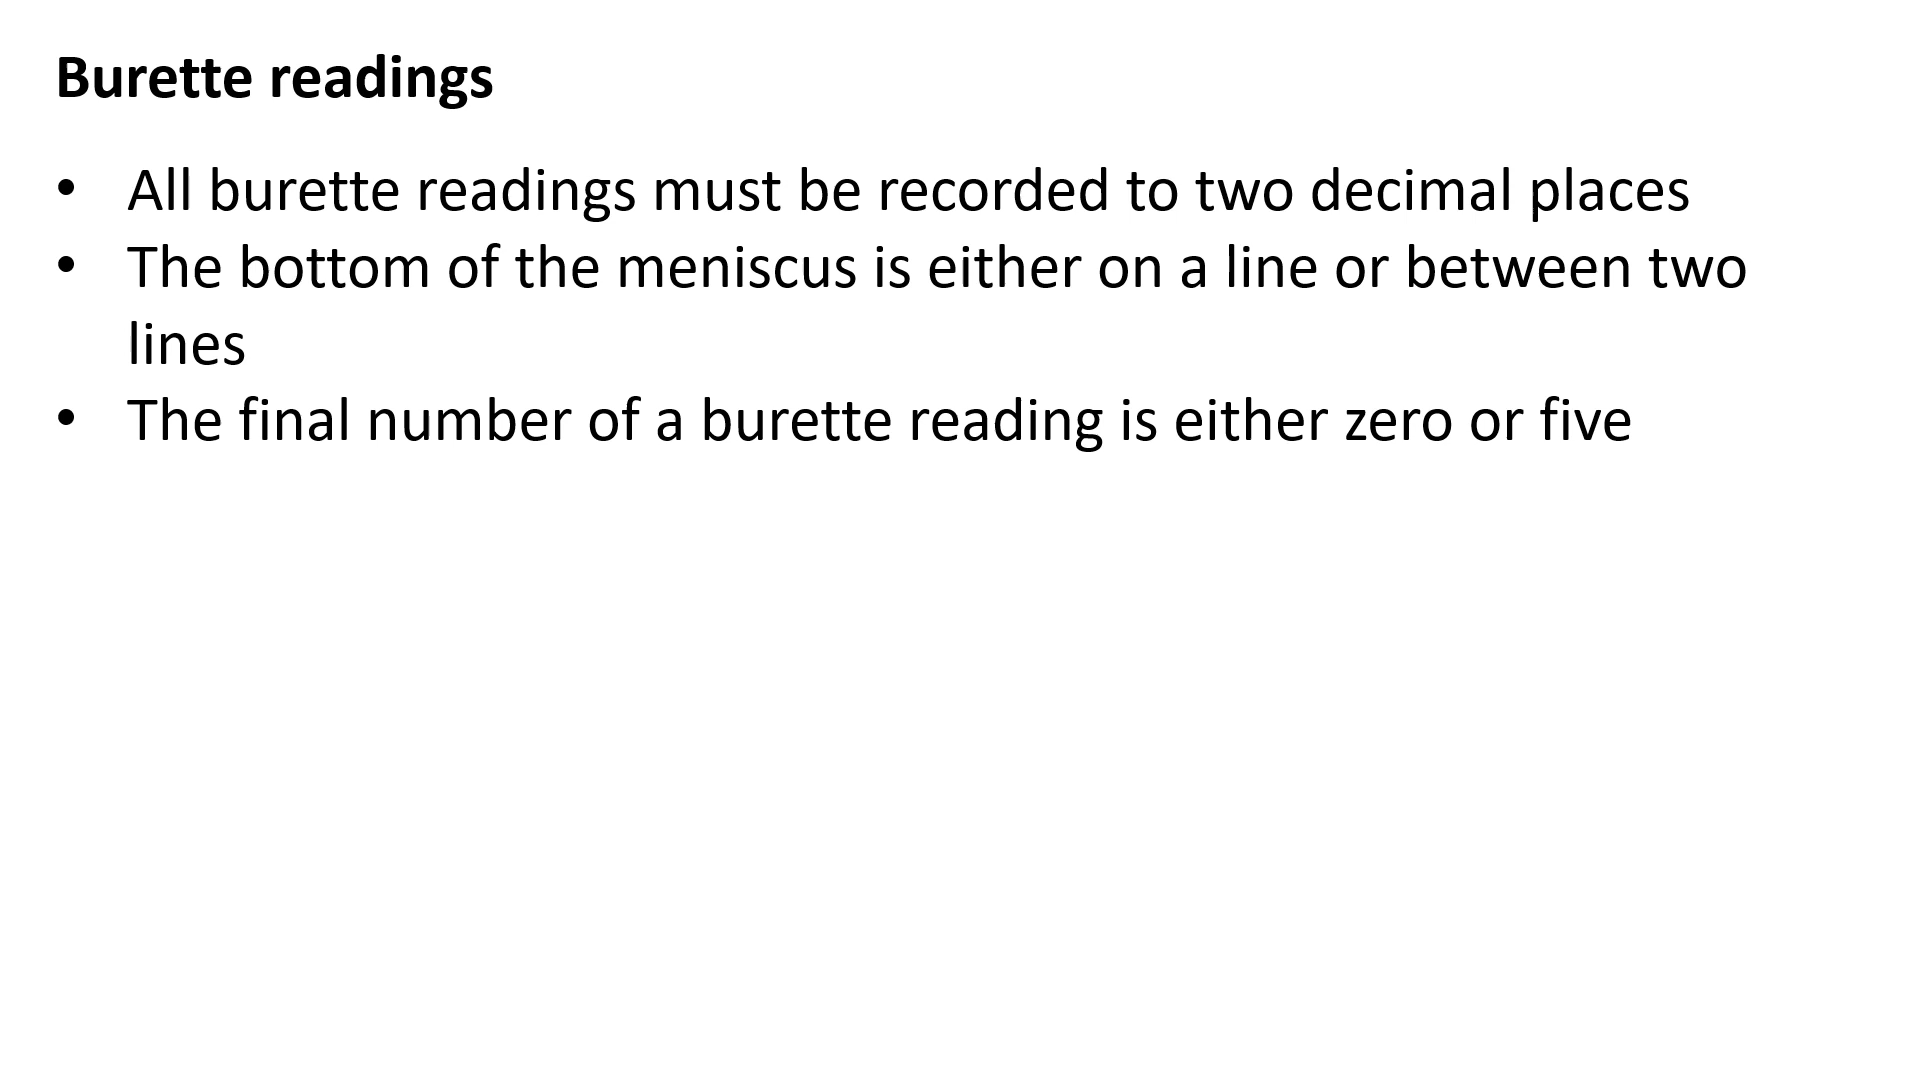 Burette readings
• All burette readings must be recorded to two decimal places
• The bottom of the meniscus is either on a line or between two
lines
• The final number of a burette reading is either zero or five